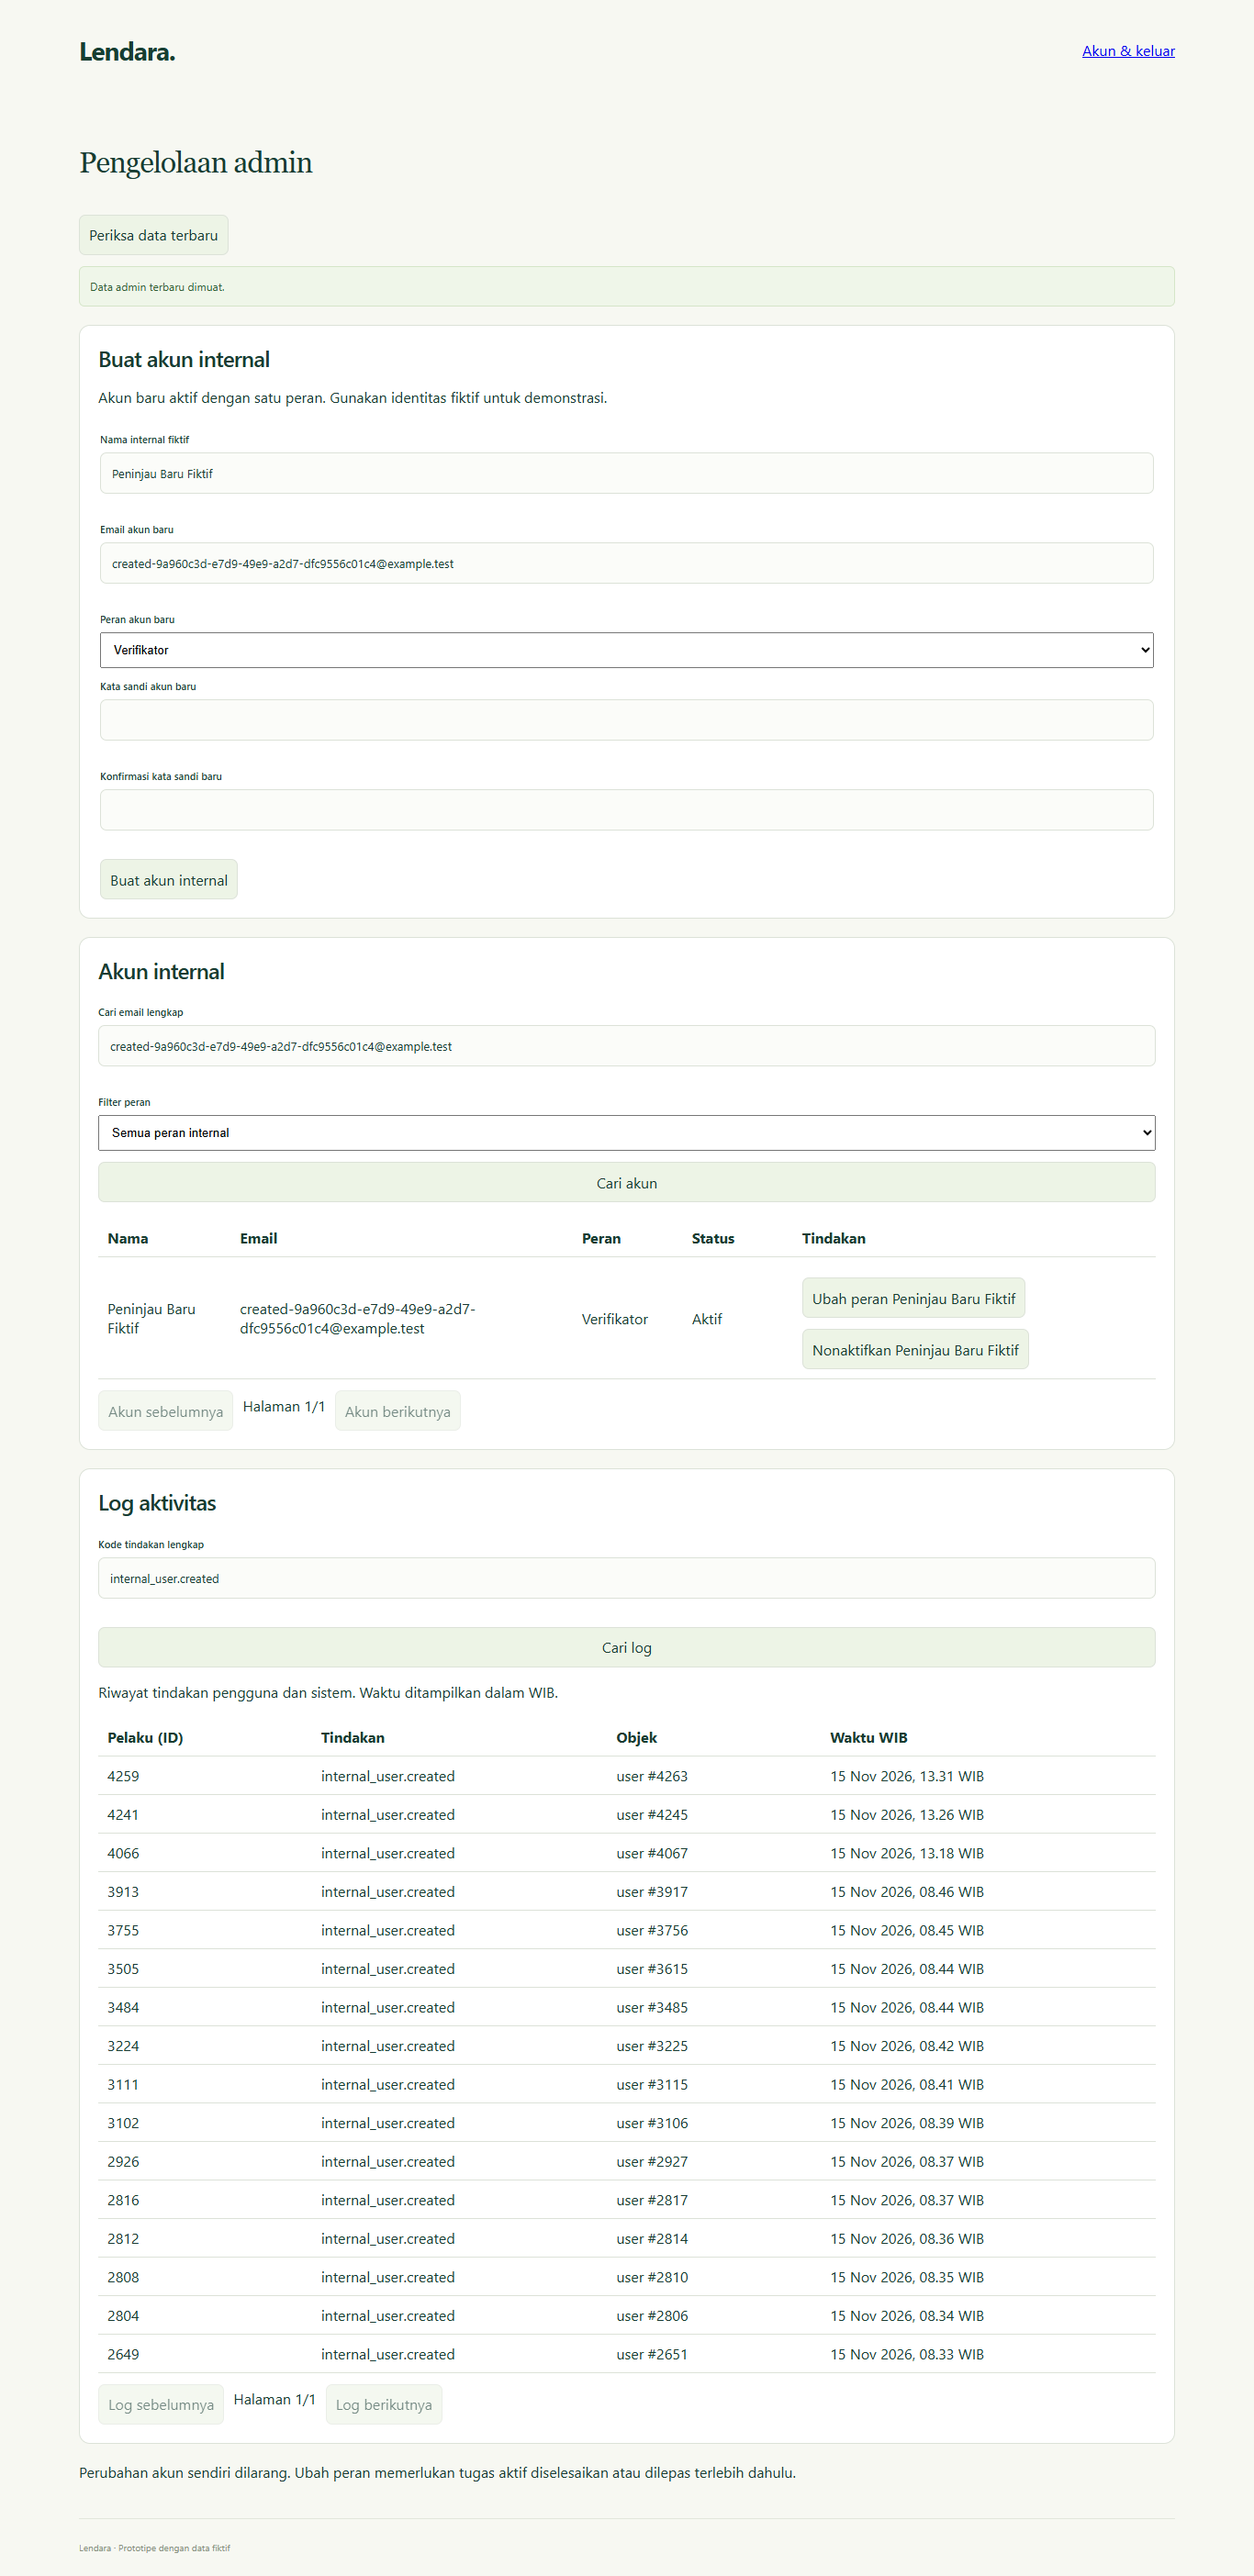 Lendara.
Akun & keluar
Pengelolaan admin
Periksa data terbaru
Data admin terbaru dimuat.
Buat akun internal
Akun baru aktif dengan satu peran. Gunakan identitas fiktif untuk demonstrasi.
Nama internal fiktif
Peninjau Baru Fiktif
Email akun baru
created-9a960c3d-e7d9-49e9-a2d7-dfc9556c01c4@example.test
Peran akun baru
Verifikator
Kata sandi akun baru
Konfirmasi kata sandi baru
Buat akun internal
Akun internal
Cari email lengkap
created-9a960c3d-e7d9-49e9-a2d7-dfc9556c01c4@example.test
Filter peran
Semua peran internal
Cari akun
Nama Email Peran Status Tindakan
Peninjau Baru
Fiktif
created-9a960c3d-e7d9-49e9-a2d7-
dfc9556c01c4@example.test
Verifikator
Aktif
Ubah peran Peninjau Baru Fiktif
Nonaktifkan Peninjau Baru Fiktif
Akun sebelumnya Halaman 1/1 Akun berikutnya
Log aktivitas
Kode tindakan lengkap
internal_user.created
Cari log
Riwayat tindakan pengguna dan sistem. Waktu ditampilkan dalam WIB.
Pelaku (ID) Tindakan Objek Waktu WIB
4259 internal_user.created user #4263 15 Nov 2026, 13.31 WIB
4241 internal_user.created user #4245 15 Nov 2026, 13.26 WIB
4066 internal_user.created user #4067 15 Nov 2026, 13.18 WIB
3913 internal_user.created user #3917 15 Nov 2026, 08.46 WIB
3755 internal_user.created user #3756 15 Nov 2026, 08.45 WIB
3505 internal_user.created user #3615 15 Nov 2026, 08.44 WIB
3484 internal_user.created user #3485 15 Nov 2026, 08.44 WIB
3224 internal_user.created user #3225 15 Nov 2026, 08.42 WIB
3111 internal_user.created user #3115 15 Nov 2026, 08.41 WIB
3102 internal_user.created user #3106 15 Nov 2026, 08.39 WIB
2926 internal_user.created user #2927 15 Nov 2026, 08.37 WIB
2816 internal_user.created user #2817 15 Nov 2026, 08.37 WIB
2812 internal_user.created user #2814 15 Nov 2026, 08.36 WIB
2808 internal_user.created user #2810 15 Nov 2026, 08.35 WIB
2804 internal_user.created user #2806 15 Nov 2026, 08.34 WIB
2649 internal_user.created user #2651 15 Nov 2026, 08.33 WIB
Log sebelumnya Halaman 1/1 Log berikutnya
Perubahan akun sendiri dilarang. Ubah peran memerlukan tugas aktif diselesaikan atau dilepas terlebih dahulu.
Lendara · Prototipe dengan data fiktif